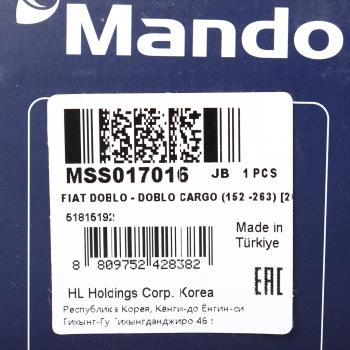 Mando
MSS017016 JB 1 PCS
FIAT DOBLO - DOBLO CARGO (152 -263) [2
51815192
Made in
Türkiye
8 809752 428382
EAC
HL Holdings Corp. Korea
Республика Корея, Кёнги-до Ёнгин-си
Гихынг-Гу Гихынгданджиро 46